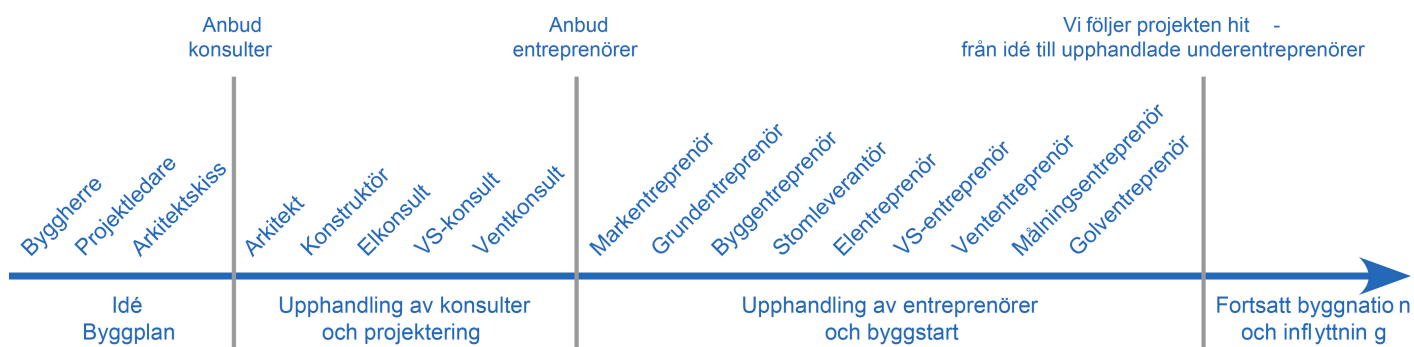 Anbud
konsulter
Anbud
entreprenörer
Vi följer projekten hit -
från idé till upphandlade underentreprenörer
Byggherre
Projektledare
Arkitektskiss
Arkitekt
Konstruktör
Elkonsult
VS-konsult
Ventkonsult
Markentreprenör
Grundentreprenör
Byggentreprenör
Stomleverantör
Elentreprenör
VS-entreprenör
Vententreprenör
Målningsentreprenör
Golventreprenör
Idé
Byggplan
Upphandling av konsulter
och projektering
Upphandling av entreprenörer
och byggstart
Fortsatt byggnatio n
och inflyttnin g